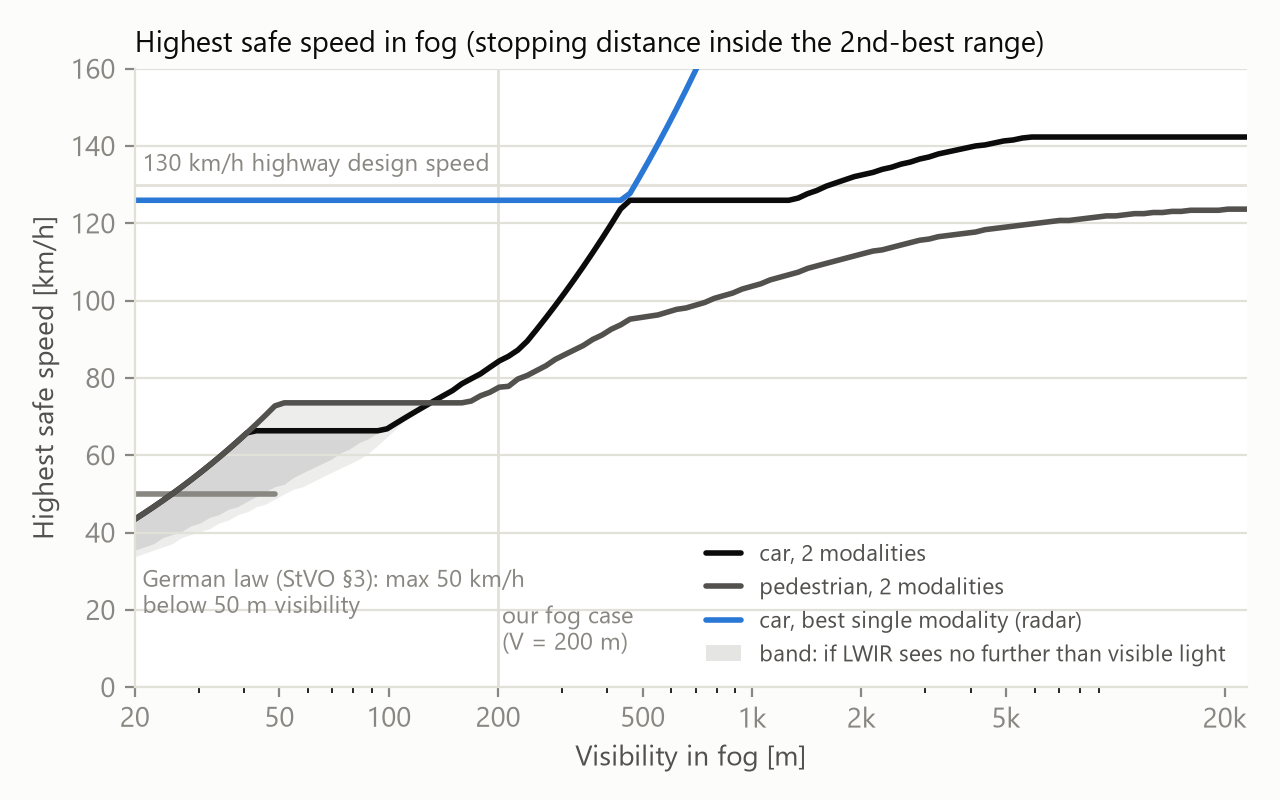 Highest safe speed in fog (stopping distance inside the 2nd-best range)
160
140
120
100
80
60
40
20
0
Highest safe speed [km/h]
130 km/h highway design speed
German law (StVO §3): max 50 km/h
below 50 m visibility
our fog case
(V = 200 m)
car, 2 modalities
pedestrian, 2 modalities
car, best single modality (radar)
band: if LWIR sees no further than visible light
20 50 100 200 500 1k 2k 5k 20k
Visibility in fog [m]